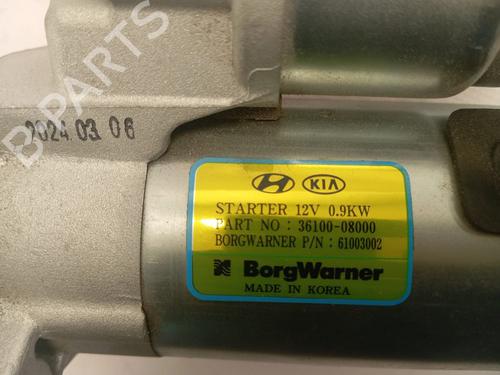 B PARTS
2024.03.06
HYUNDAI KIA
STARTER 12V 0.9KW
PART NO : 36100-08000
BORGWARNER P/N : 61003002
BorgWarner
MADE IN KOREA